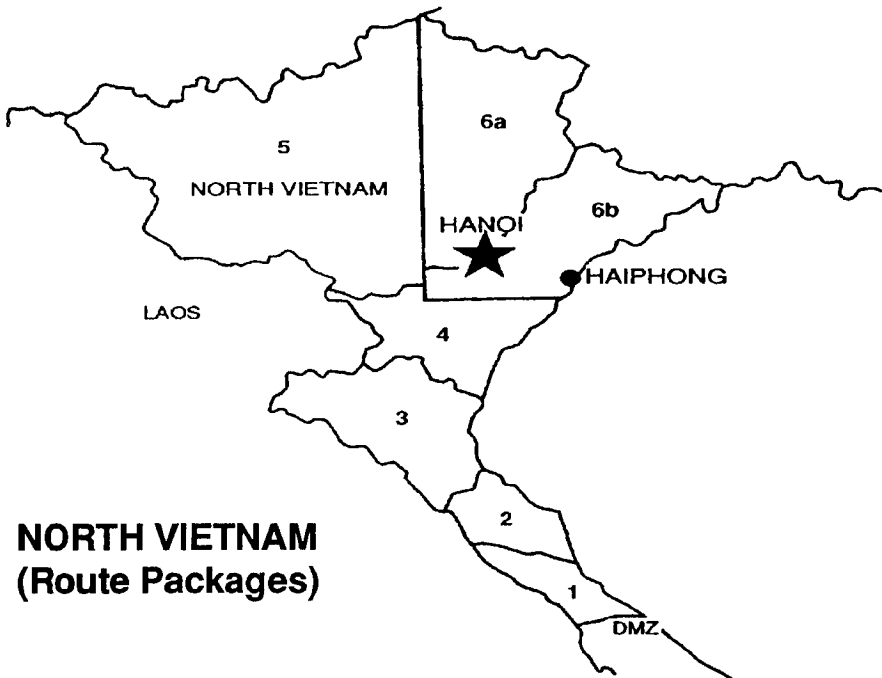 6a
5
NORTH VIETNAM
6b
HANOI
HAIPHONG
LAOS
4
3
2
NORTH VIETNAM
(Route Packages)
1
DMZ